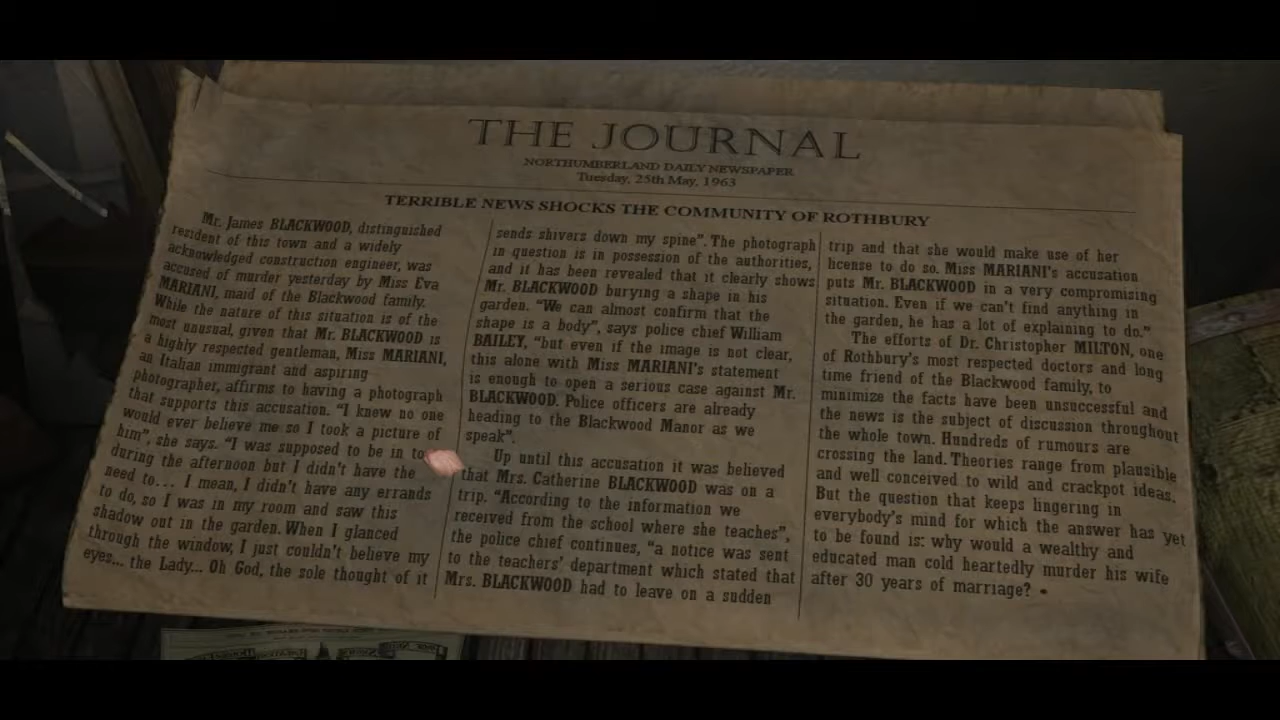 THE JOURNAL
NORTHUMBERLAND DAILY NEWSPAPER
Tuesday, 25th May, 1963
TERRIBLE NEWS SHOCKS THE COMMUNITY OF ROTHBURY
Mr. James BLACKWOOD, distinguished
resident of this town and a widely
acknowledged construction engineer, was
accused of murder yesterday by Miss Eva
MARIANI, maid of the Blackwood family.
While the nature of this situation is of the
most unusual, given that Mr. BLACKWOOD is
a highly respected gentleman, Miss MARIANI,
an Italian immigrant and aspiring
photographer, affirms to having a photograph
that supports this accusation. “I knew no one
would ever believe me so I took a picture of
him”, she says. “I was supposed to be in to
during the afternoon but I didn’t have the
need to... I mean, I didn’t have any errands
to do, so I was in my room and saw this
shadow out in the garden. When I glanced
through the window, I just couldn’t believe my
eyes... the Lady... Oh God, the sole thought of it
sends shivers down my spine”. The photograph
in question is in possession of the authorities,
and it has been revealed that it clearly shows
Mr. BLACKWOOD burying a shape in his
garden. “We can almost confirm that the
shape is a body”, says police chief William
BAILEY, “but even if the image is not clear,
this alone with Miss MARIANI’s statement
is enough to open a serious case against Mr.
BLACKWOOD. Police officers are already
heading to the Blackwood Manor as we
speak”.
Up until this accusation it was believed
that Mrs. Catherine BLACKWOOD was on a
trip. “According to the information we
received from the school where she teaches”,
the police chief continues, “a notice was sent
to the teachers’ department which stated that
Mrs. BLACKWOOD had to leave on a sudden
trip and that she would make use of her
license to do so. Miss MARIANI’s accusation
puts Mr. BLACKWOOD in a very compromising
situation. Even if we can’t find anything in
the garden, he has a lot of explaining to do.”
The efforts of Dr. Christopher MILTON, one
of Rothbury’s most respected doctors and long
time friend of the Blackwood family, to
minimize the facts have been unsuccessful and
the news is the subject of discussion throughout
the whole town. Hundreds of rumours are
crossing the land. Theories range from plausible
and well conceived to wild and crackpot ideas.
But the question that keeps lingering in
everybody’s mind for which the answer has yet
to be found is: why would a wealthy and
educated man cold heartedly murder his wife
after 30 years of marriage? •